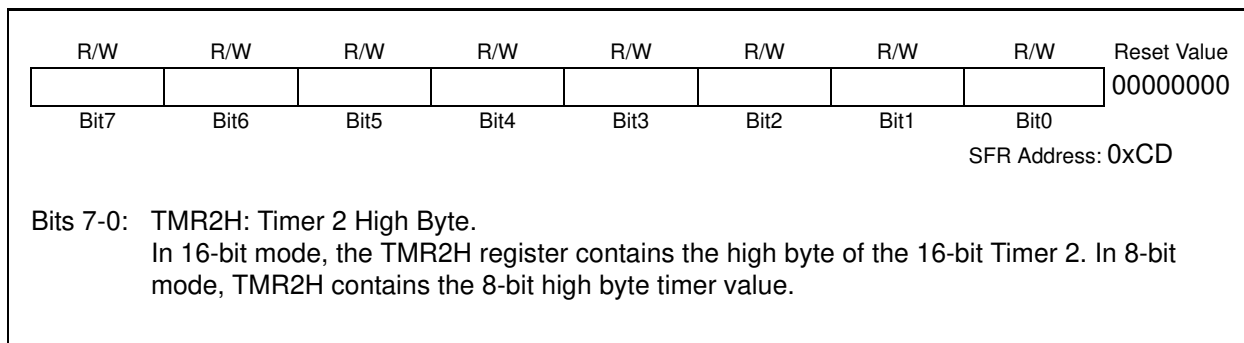 R/W R/W R/W R/W R/W R/W R/W R/W Reset Value
00000000
Bit7 Bit6 Bit5 Bit4 Bit3 Bit2 Bit1 Bit0
SFR Address: 0xCD
Bits 7-0: TMR2H: Timer 2 High Byte.
In 16-bit mode, the TMR2H register contains the high byte of the 16-bit Timer 2. In 8-bit
mode, TMR2H contains the 8-bit high byte timer value.